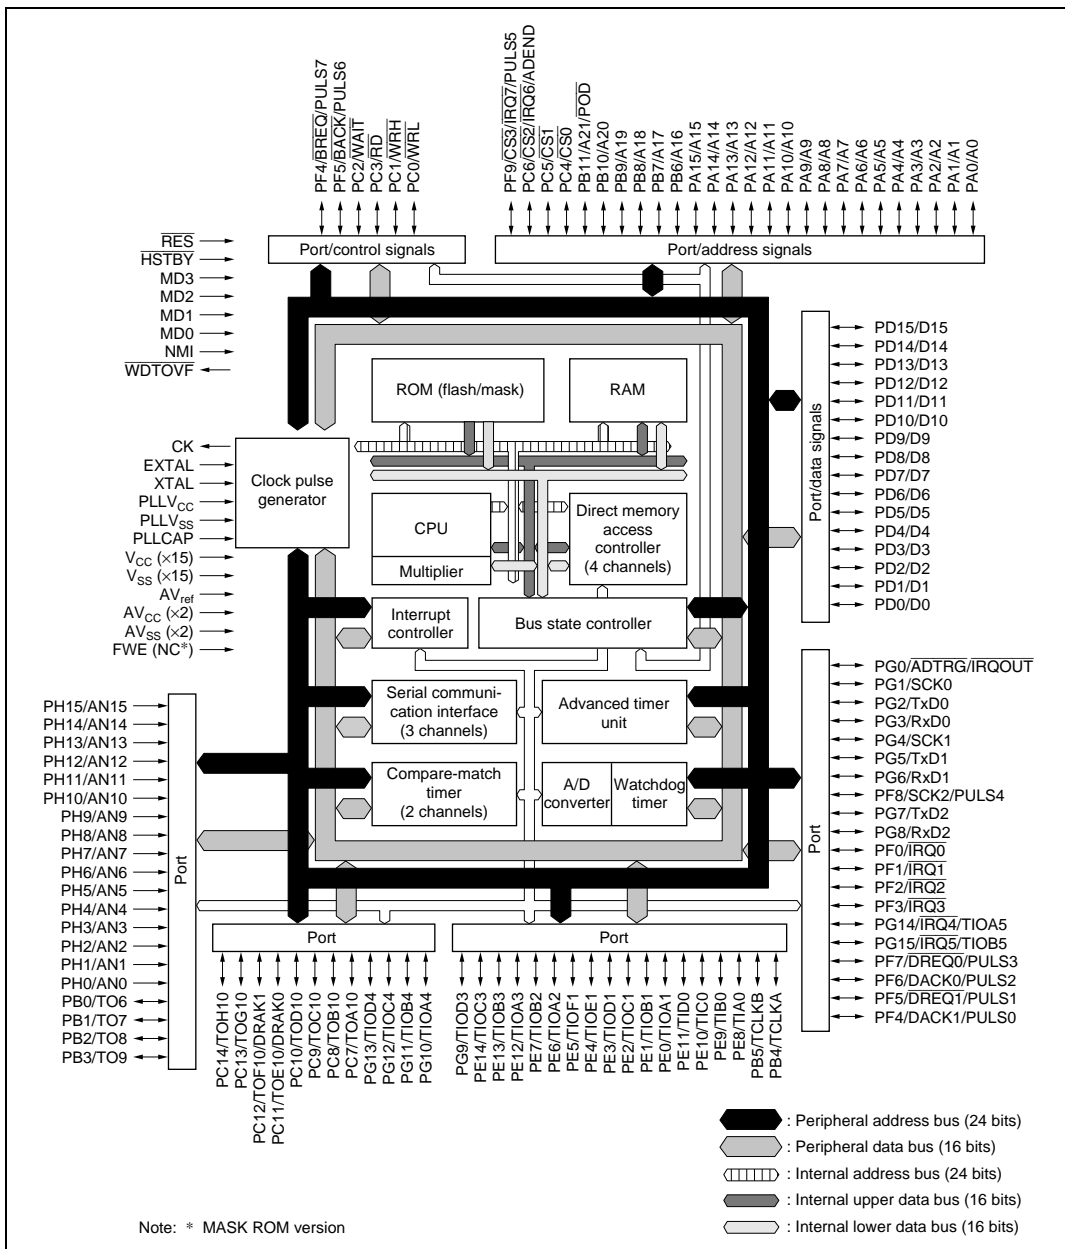 PF4/BREQ/PULS7
PF5/BACK/PULS6
PC2/WAIT
PC3/RD
PC1/WRH
PC0/WRL
PF9/CS3/IRQ7/PULS5
PC6/CS2/IRQ6/ADEND
PC5/CS1
PC4/CS0
PB11/A21/POD
PB10/A20
PB9/A19
PB8/A18
PB7/A17
PB6/A16
PA15/A15
PA14/A14
PA13/A13
PA12/A12
PA11/A11
PA10/A10
PA9/A9
PA8/A8
PA7/A7
PA6/A6
PA5/A5
PA4/A4
PA3/A3
PA2/A2
PA1/A1
PA0/A0
Port/control signals
Port/address signals
RES
HSTBY
MD3
MD2
MD1
MD0
NMI
WDTOVF
CK
EXTAL
XTAL
PLLVCC
PLLVSS
PLLCAP
VCC (×15)
VSS (×15)
AVref
AVCC (×2)
AVSS (×2)
FWE (NC*)
Clock pulse
generator
ROM (flash/mask)
RAM
CPU
Multiplier
Direct memory
access
controller
(4 channels)
Interrupt
controller
Bus state controller
Serial communi-
cation interface
(3 channels)
Advanced timer
unit
Compare-match
timer
(2 channels)
A/D
converter
Watchdog
timer
Port/data signals
PD15/D15
PD14/D14
PD13/D13
PD12/D12
PD11/D11
PD10/D10
PD9/D9
PD8/D8
PD7/D7
PD6/D6
PD5/D5
PD4/D4
PD3/D3
PD2/D2
PD1/D1
PD0/D0
Port
PG0/ADTRG/IRQOUT
PG1/SCK0
PG2/TxD0
PG3/RxD0
PG4/SCK1
PG5/TxD1
PG6/RxD1
PF8/SCK2/PULS4
PG7/TxD2
PG8/RxD2
PF0/IRQ0
PF1/IRQ1
PF2/IRQ2
PF3/IRQ3
PG14/IRQ4/TIOA5
PG15/IRQ5/TIOB5
PF7/DREQ0/PULS3
PF6/DACK0/PULS2
PF5/DREQ1/PULS1
PF4/DACK1/PULS0
PH15/AN15
PH14/AN14
PH13/AN13
PH12/AN12
PH11/AN11
PH10/AN10
PH9/AN9
PH8/AN8
PH7/AN7
PH6/AN6
PH5/AN5
PH4/AN4
PH3/AN3
PH2/AN2
PH1/AN1
PH0/AN0
PB0/TO6
PB1/TO7
PB2/TO8
PB3/TO9
Port
Port
Port
PC14/TOH10
PC13/TOG10
PC12/TOF10/DRAK1
PC11/TOE10/DRAK0
PC10/TOD10
PC9/TOC10
PC8/TOB10
PC7/TOA10
PG13/TIOD4
PG12/TIOC4
PG11/TIOB4
PG10/TIOA4
PG9/TIOD3
PE14/TIOC3
PE13/TIOB3
PE12/TIOA3
PE7/TIOB2
PE6/TIOA2
PE5/TIOF1
PE4/TIOE1
PE3/TIOD1
PE2/TIOC1
PE1/TIOB1
PE0/TIOA1
PE11/TID0
PE10/TIB0
PE9/TIB0
PE8/TIA0
PB5/TCLKB
PB4/TCLKA
: Peripheral address bus (24 bits)
: Peripheral data bus (16 bits)
: Internal address bus (24 bits)
: Internal upper data bus (16 bits)
: Internal lower data bus (16 bits)
Note: * MASK ROM version